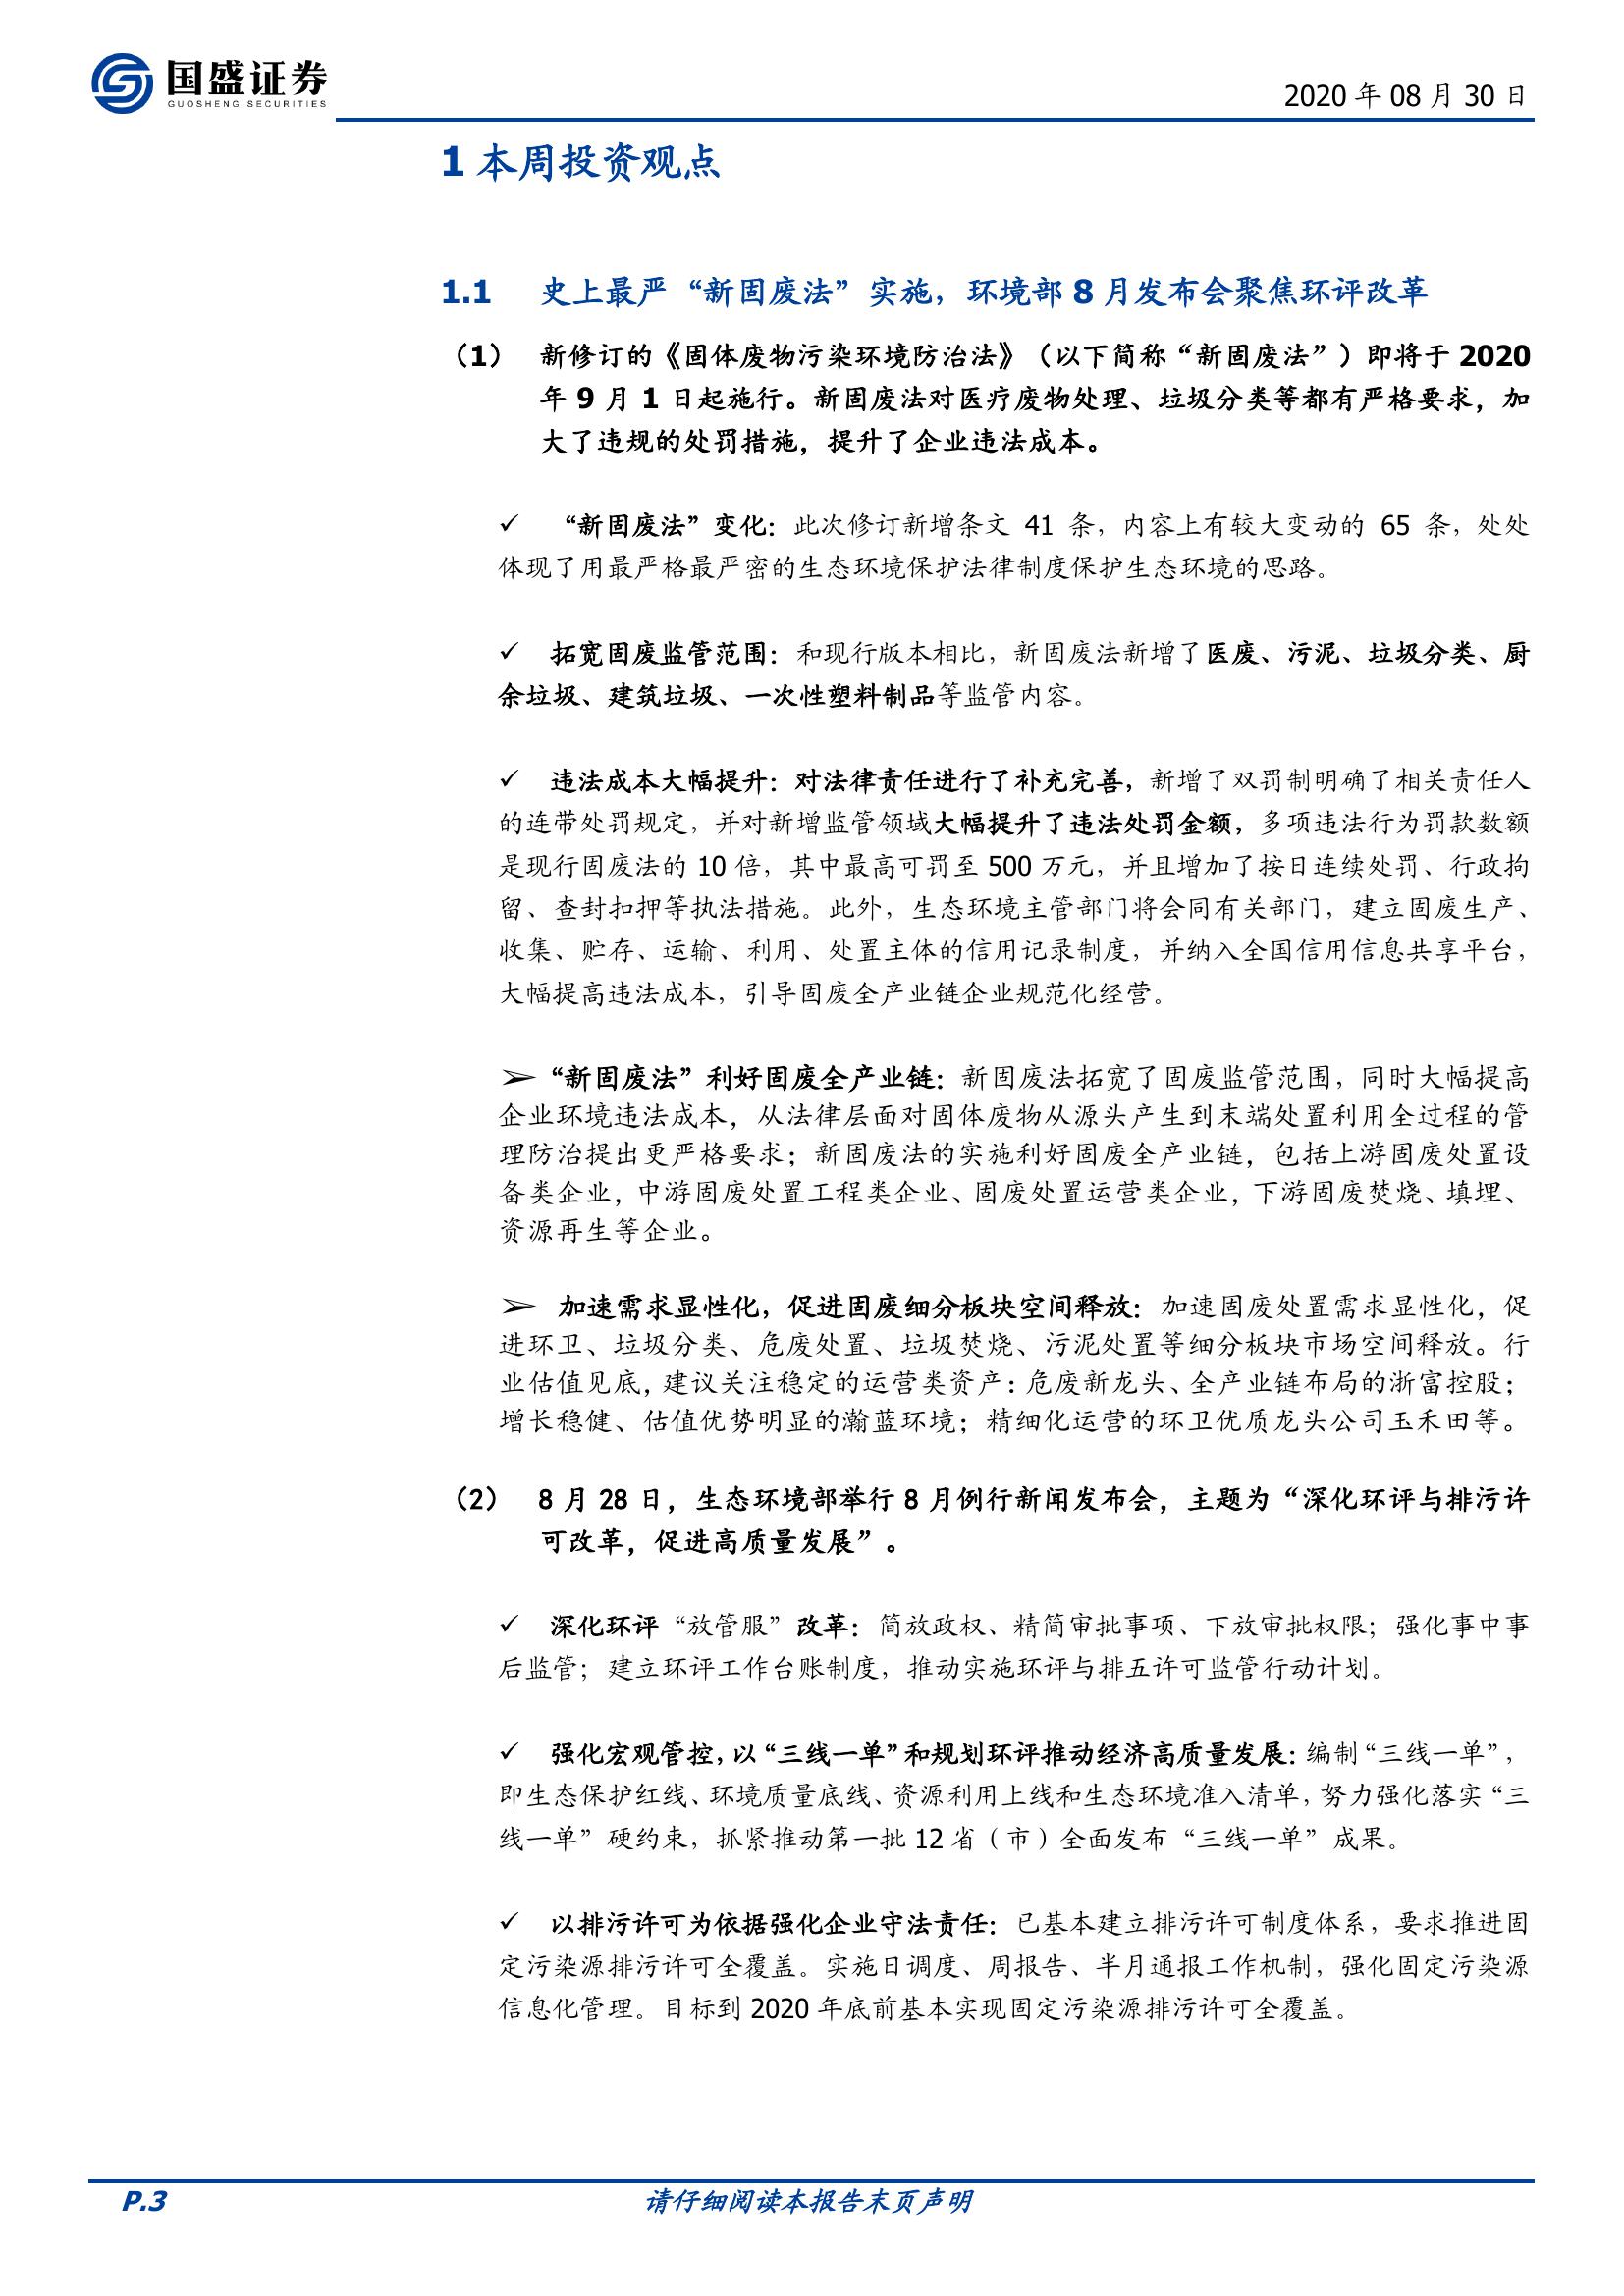 国盛证券
GUOSHENG SECURITIES
2020 年 08 月 30 日
1 本周投资观点
1.1 史上最严“新固废法”实施，环境部 8 月发布会聚焦环评改革
（1） 新修订的《固体废物污染环境防治法》（以下简称“新固废法”）即将于 2020
年 9 月 1 日起施行。新固废法对医疗废物处理、垃圾分类等都有严格要求，加
大了违规的处罚措施，提升了企业违法成本。
✓ “新固废法”变化：此次修订新增条文 41 条，内容上有较大变动的 65 条，处处
体现了用最严格最严密的生态环境保护法律制度保护生态环境的思路。
✓ 拓宽固废监管范围：和现行版本相比，新固废法新增了医废、污泥、垃圾分类、厨
余垃圾、建筑垃圾、一次性塑料制品等监管内容。
✓ 违法成本大幅提升：对法律责任进行了补充完善，新增了双罚制明确了相关责任人
的连带处罚规定，并对新增监管领域大幅提升了违法处罚金额，多项违法行为罚款数额
是现行固废法的 10 倍，其中最高可罚至 500 万元，并且增加了按日连续处罚、行政拘
留、查封扣押等执法措施。此外，生态环境主管部门将会同有关部门，建立固废生产、
收集、贮存、运输、利用、处置主体的信用记录制度，并纳入全国信用信息共享平台，
大幅提高违法成本，引导固废全产业链企业规范化经营。
➢ “新固废法”利好固废全产业链：新固废法拓宽了固废监管范围，同时大幅提高
企业环境违法成本，从法律层面对固体废物从源头产生到末端处置利用全过程的管
理防治提出更严格要求；新固废法的实施利好固废全产业链，包括上游固废处置设
备类企业，中游固废处置工程类企业、固废处置运营类企业，下游固废焚烧、填埋、
资源再生等企业。
➢ 加速需求显性化，促进固废细分板块空间释放：加速固废处置需求显性化，促
进环卫、垃圾分类、危废处置、垃圾焚烧、污泥处置等细分板块市场空间释放。行
业估值见底，建议关注稳定的运营类资产：危废新龙头、全产业链布局的浙富控股；
增长稳健、估值优势明显的瀚蓝环境；精细化运营的环卫优质龙头公司玉禾田等。
（2） 8 月 28 日，生态环境部举行 8 月例行新闻发布会，主题为“深化环评与排污许
可改革，促进高质量发展”。
✓ 深化环评“放管服”改革：简放政权、精简审批事项、下放审批权限；强化事中事
后监管；建立环评工作台账制度，推动实施环评与排五许可监管行动计划。
✓ 强化宏观管控，以“三线一单”和规划环评推动经济高质量发展：编制“三线一单”，
即生态保护红线、环境质量底线、资源利用上线和生态环境准入清单，努力强化落实“三
线一单”硬约束，抓紧推动第一批 12 省（市）全面发布“三线一单”成果。
✓ 以排污许可为依据强化企业守法责任：已基本建立排污许可制度体系，要求推进固
定污染源排污许可全覆盖。实施日调度、周报告、半月通报工作机制，强化固定污染源
信息化管理。目标到 2020 年底前基本实现固定污染源排污许可全覆盖。
P.3
请仔细阅读本报告末页声明